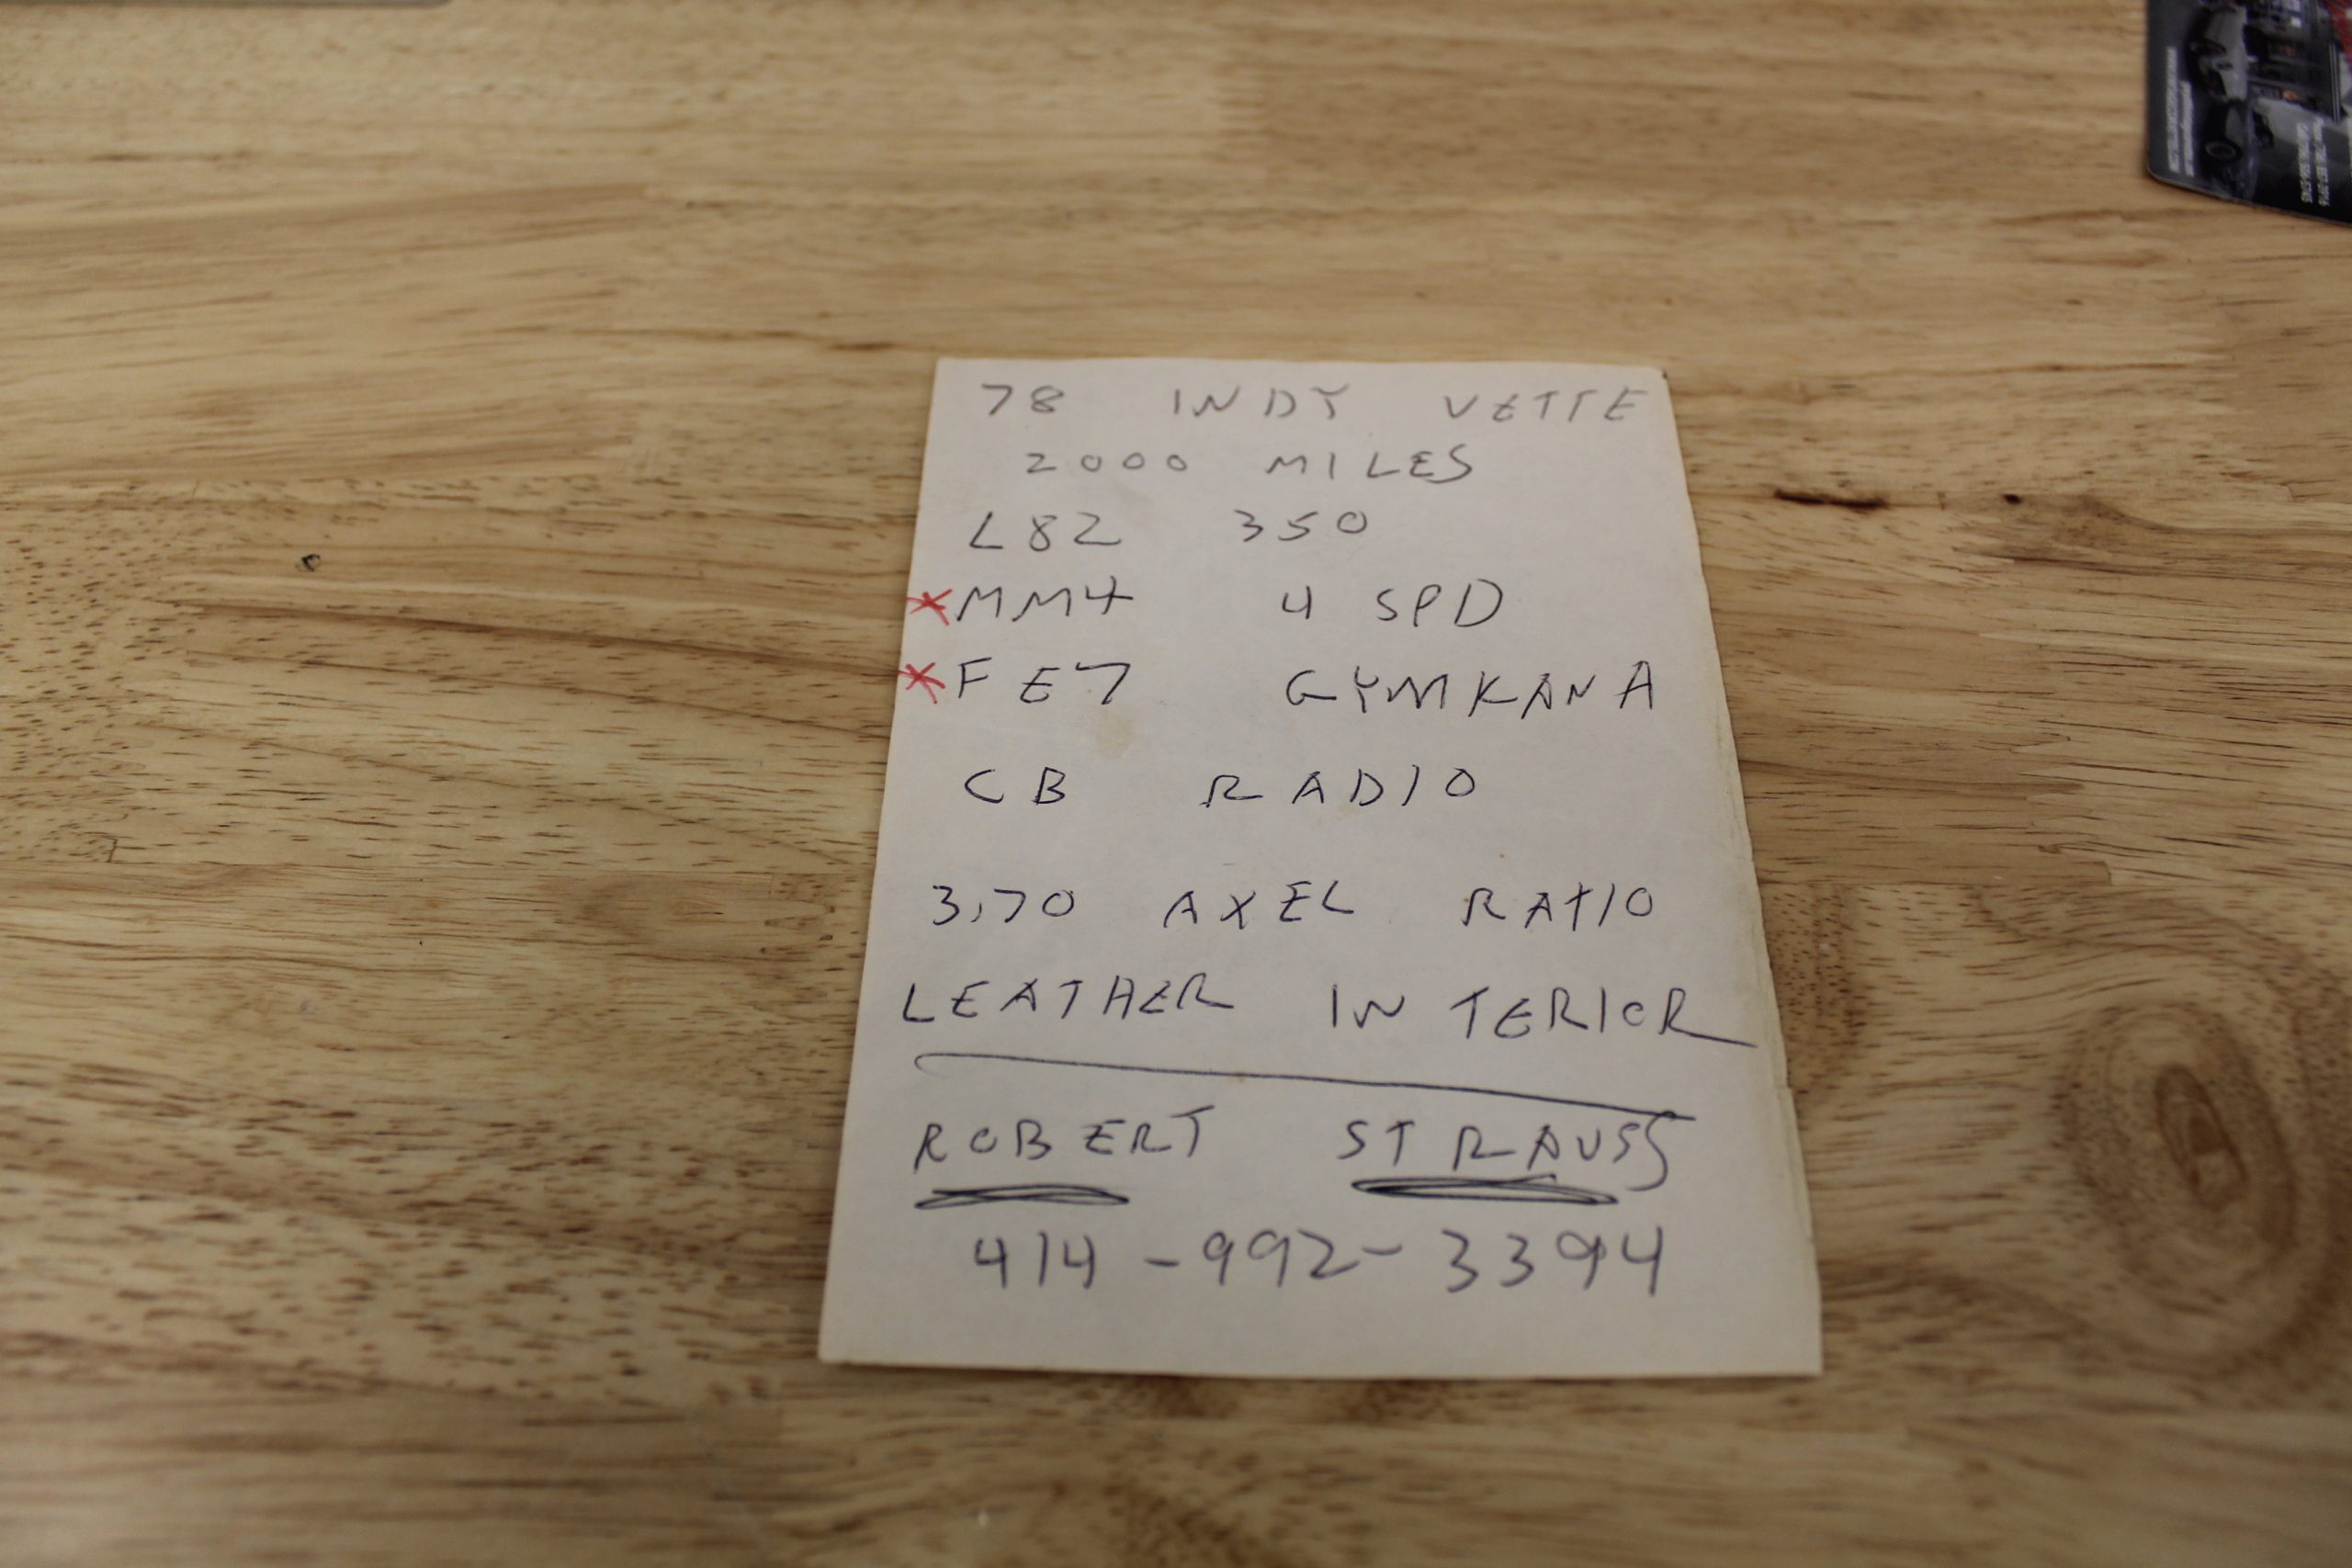 78 INDY VETTE
2000 MILES
L82 350
*MM4 4 SPD
*FE7 GYMKANA
CB RADIO
3.70 AXEL RATIO
LEATHER INTERIOR
ROBERT STRAUSS
414-992-3394